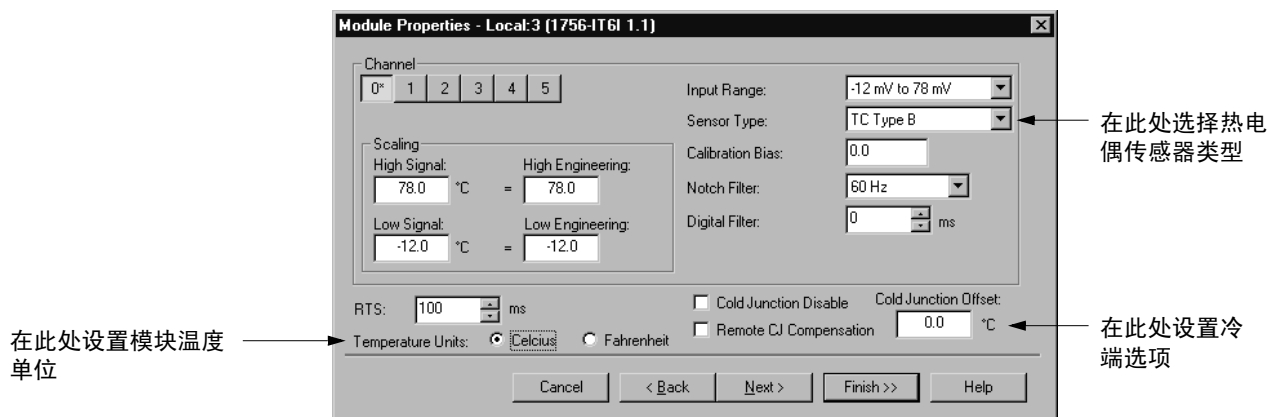 Module Properties - Local:3 (1756-IT6I 1.1)
Channel
0* 1 2 3 4 5
Input Range: -12 mV to 78 mV
Sensor Type: TC Type B
在此处选择热电
偶传感器类型
Calibration Bias: 0.0
Notch Filter: 60 Hz
Digital Filter: 0 ms
Scaling
High Signal: High Engineering:
78.0 °C = 78.0
Low Signal: Low Engineering:
-12.0 °C = -12.0
RTS: 100 ms
Cold Junction Disable
Cold Junction Offset:
Remote CJ Compensation
0.0 °C
在此处设置冷
端选项
在此处设置模块温度
单位
Temperature Units: Celcius Fahrenheit
Cancel < Back Next > Finish >> Help